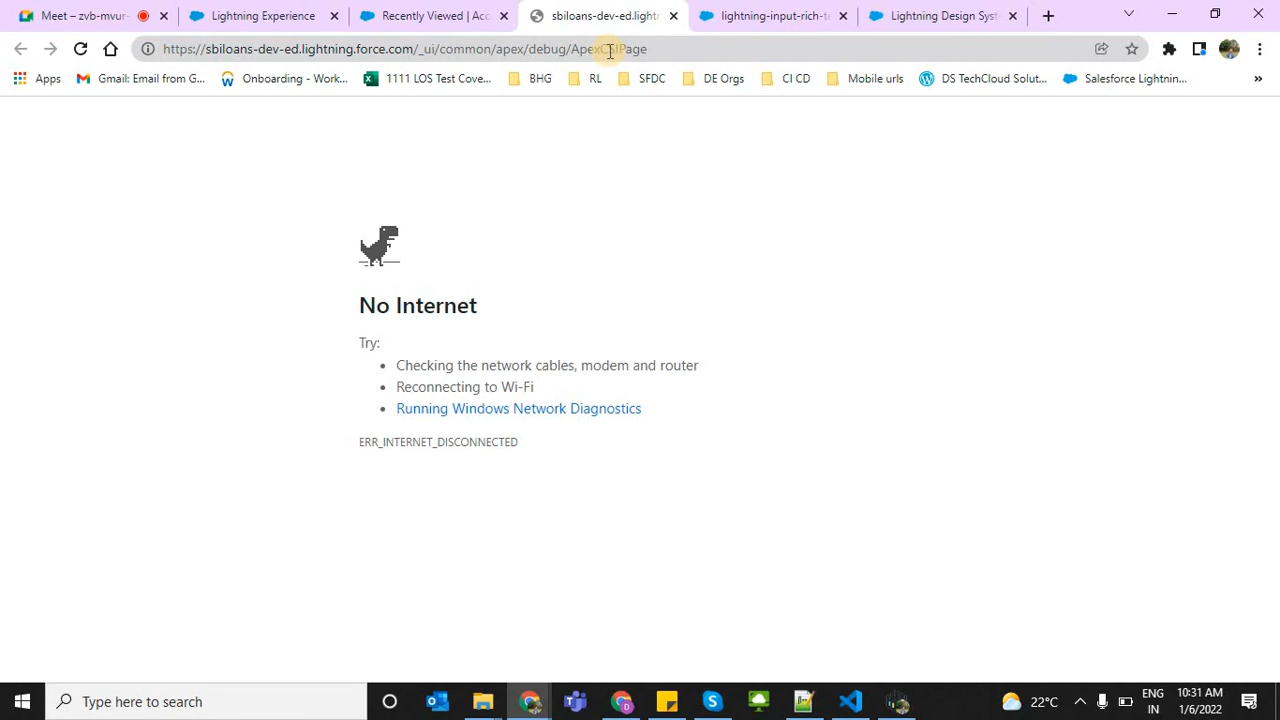 Meet – zvb-mvur-
Lightning Experience
Recently Viewed | Acc
sbiloans-dev-ed.lightn
lightning-input-rich-te
Lightning Design Syst
https://sbiloans-dev-ed.lightning.force.com/_ui/common/apex/debug/ApexCSIPage
Apps
Gmail: Email from G...
Onboarding - Work...
1111 LOS Test Cove...
BHG
RL
SFDC
DE Orgs
CI CD
Mobile urls
DS TechCloud Solut...
Salesforce Lightnin...
»
No Internet
Try:
• Checking the network cables, modem and router
• Reconnecting to Wi-Fi
• Running Windows Network Diagnostics
ERR_INTERNET_DISCONNECTED
Type here to search
22°C
ENG
IN
10:31 AM
1/6/2022